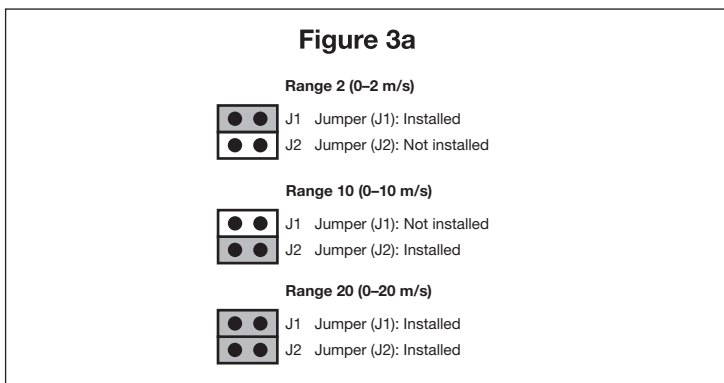 Figure 3a
Range 2 (0–2 m/s)
J1 Jumper (J1): Installed
J2 Jumper (J2): Not installed
Range 10 (0–10 m/s)
J1 Jumper (J1): Not installed
J2 Jumper (J2): Installed
Range 20 (0–20 m/s)
J1 Jumper (J1): Installed
J2 Jumper (J2): Installed